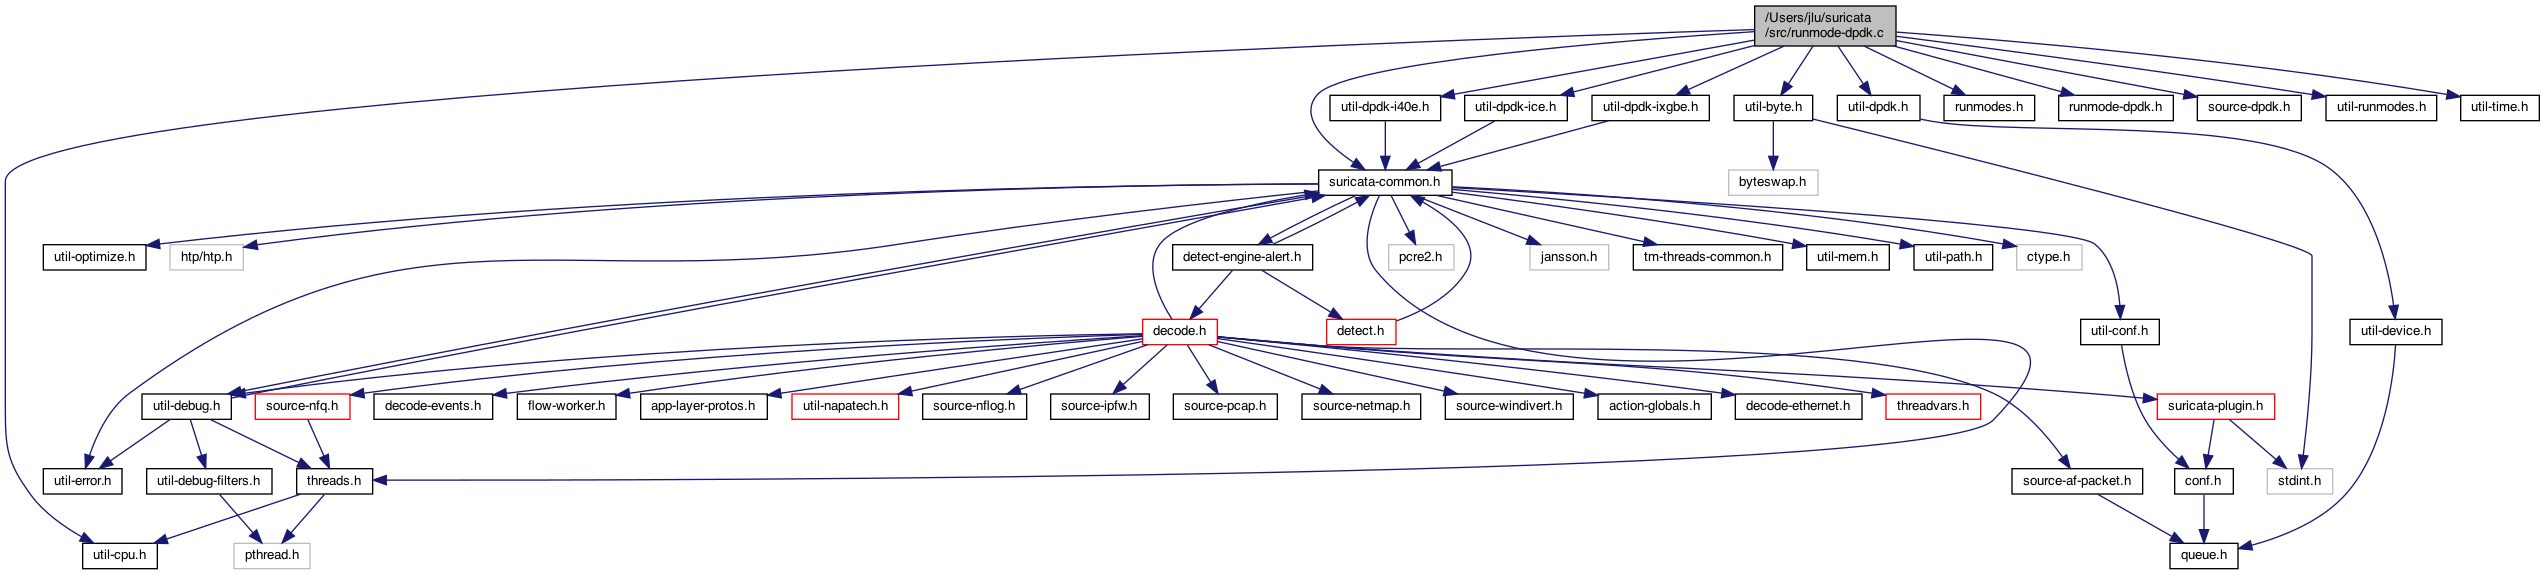 /Users/jlu/suricata
/src/runmode-dpdk.c
util-dpdk-i40e.h
util-dpdk-ice.h
util-dpdk-ixgbe.h
util-byte.h
util-dpdk.h
runmodes.h
runmode-dpdk.h
source-dpdk.h
util-runmodes.h
util-time.h
suricata-common.h
byteswap.h
util-optimize.h
htp/htp.h
detect-engine-alert.h
pcre2.h
jansson.h
tm-threads-common.h
util-mem.h
util-path.h
ctype.h
decode.h
detect.h
util-conf.h
util-device.h
util-debug.h
source-nfq.h
decode-events.h
flow-worker.h
app-layer-protos.h
util-napatech.h
source-nflog.h
source-ipfw.h
source-pcap.h
source-netmap.h
source-windivert.h
action-globals.h
decode-ethernet.h
threadvars.h
suricata-plugin.h
util-error.h
util-debug-filters.h
threads.h
source-af-packet.h
conf.h
stdint.h
util-cpu.h
pthread.h
queue.h